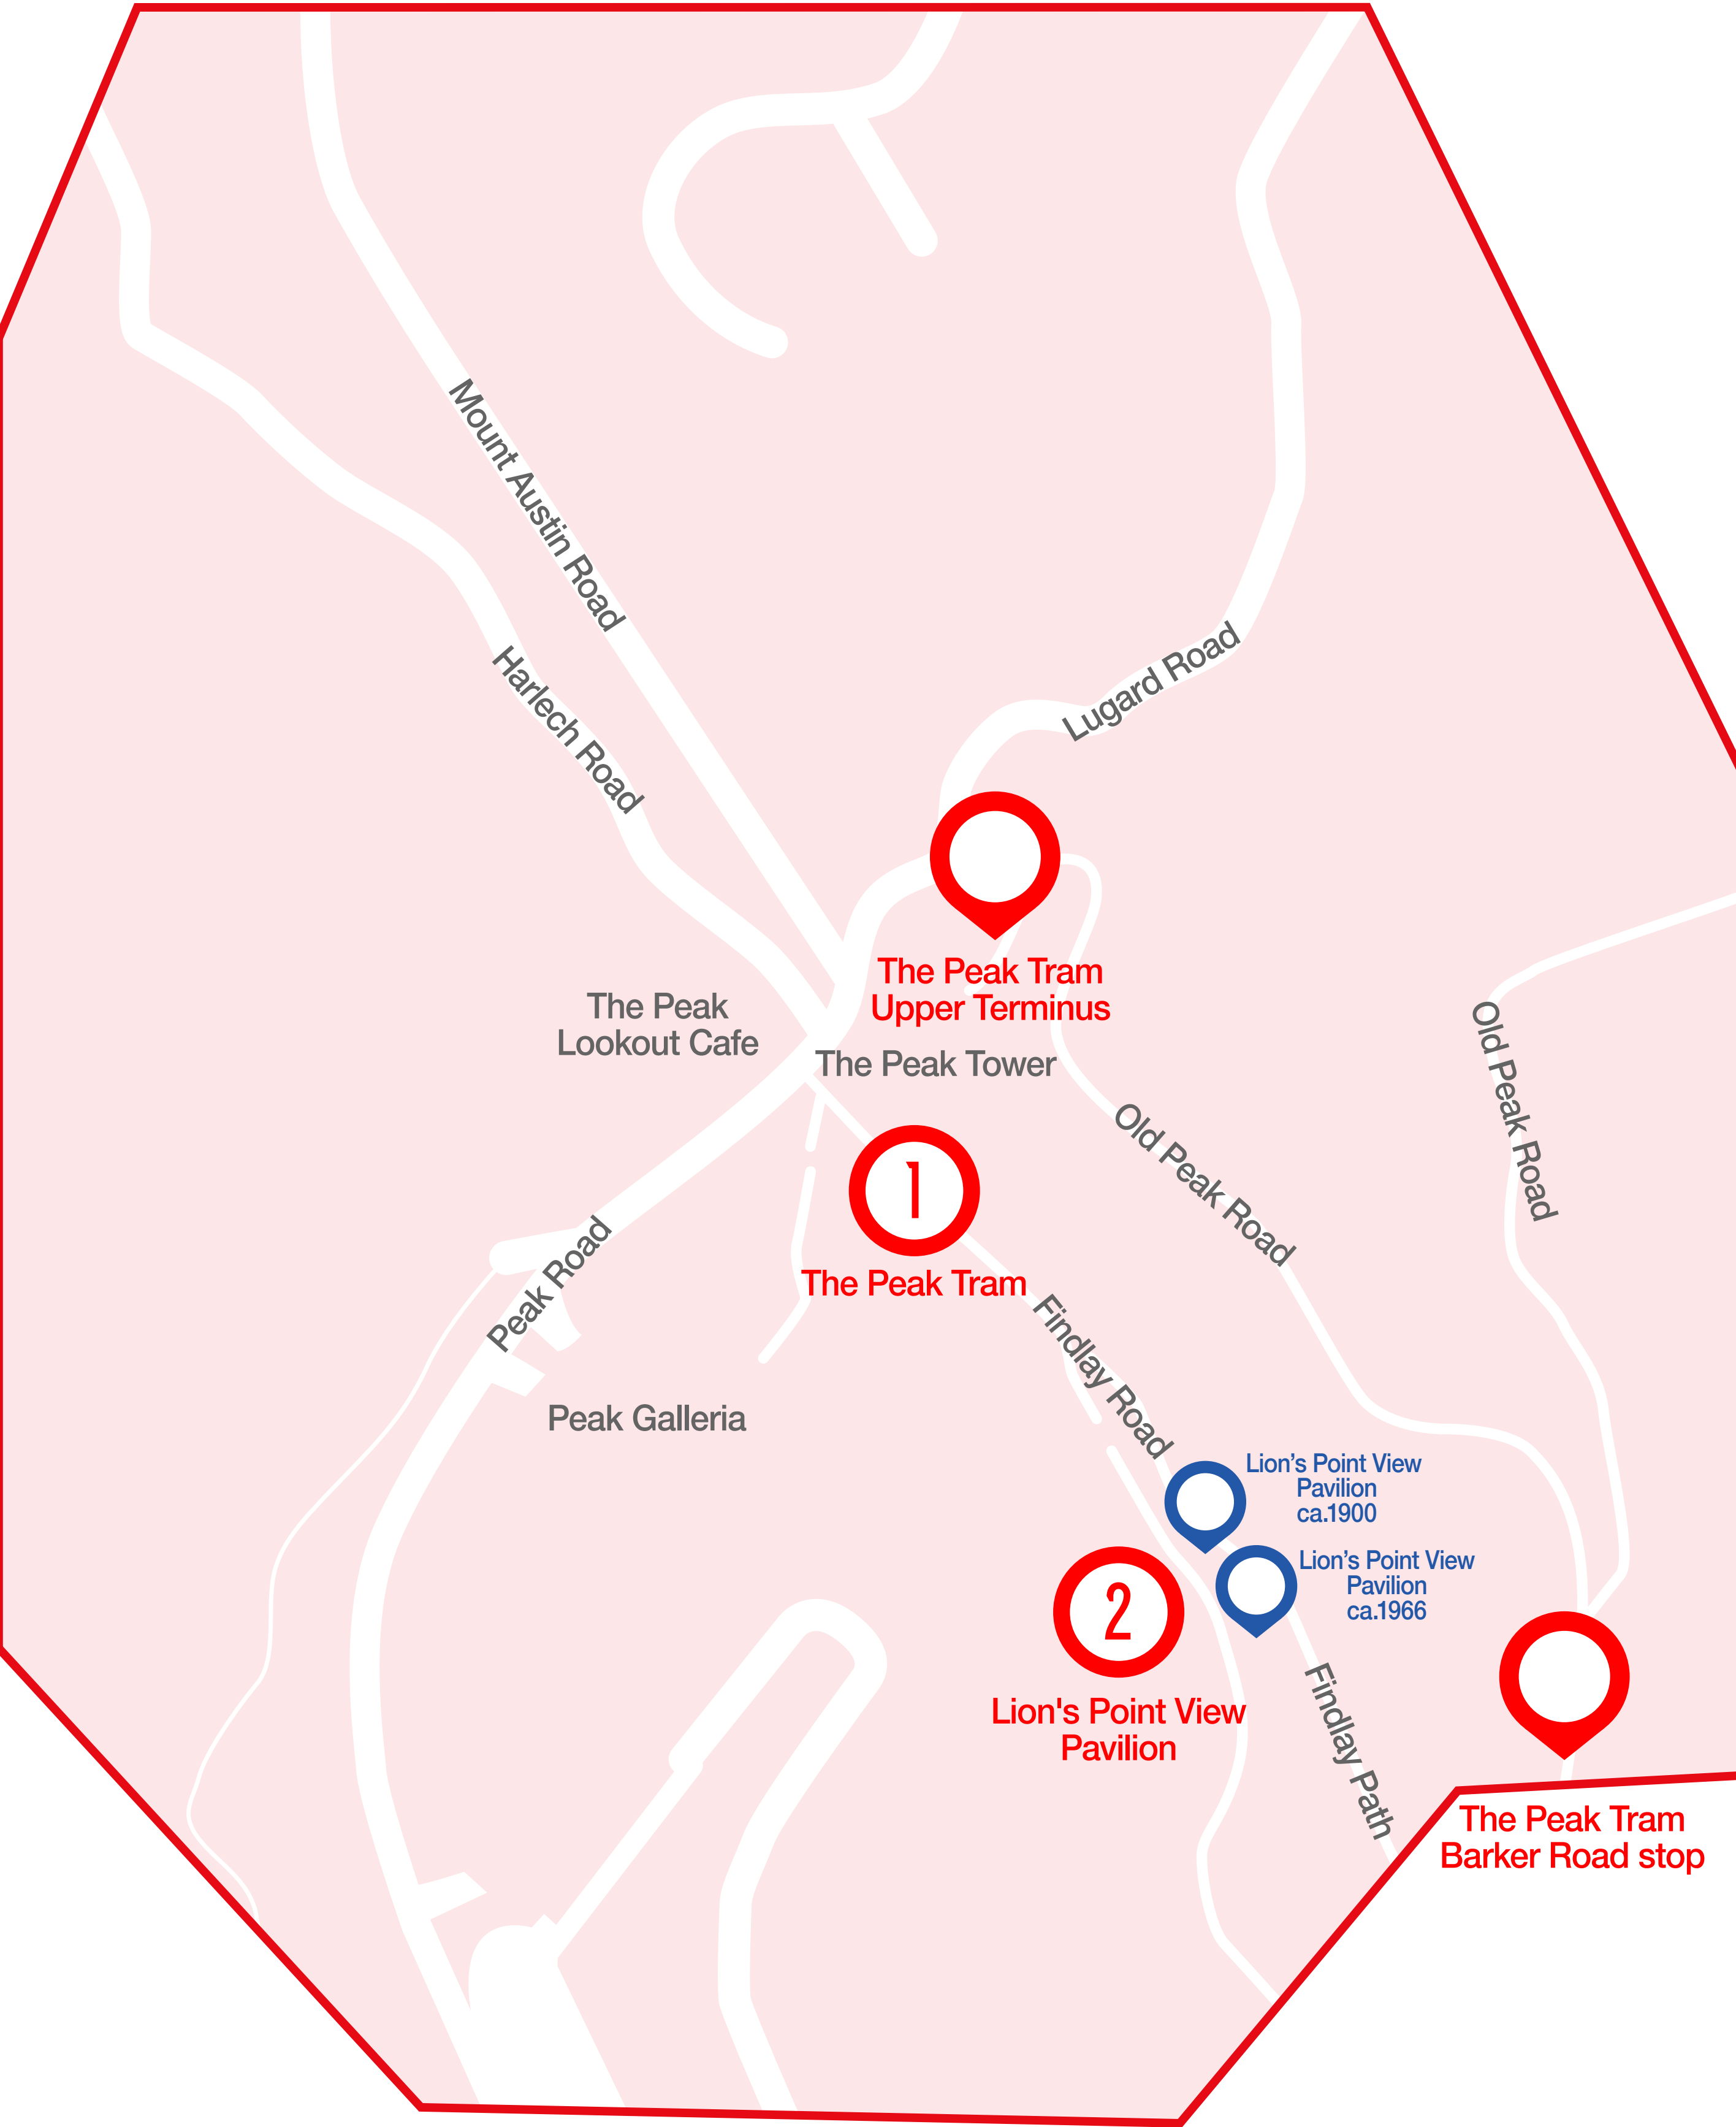 Mount Austin Road
Harlech Road
Lugard Road
The Peak Tram
Upper Terminus
The Peak
Lookout Cafe
The Peak Tower
Old Peak Road
Old Peak Road
1
The Peak Tram
Peak Road
Findlay Road
Peak Galleria
Lion’s Point View
Pavilion
ca.1900
Lion’s Point View
Pavilion
ca.1966
2
Lion's Point View
Pavilion
Findlay Path
The Peak Tram
Barker Road stop